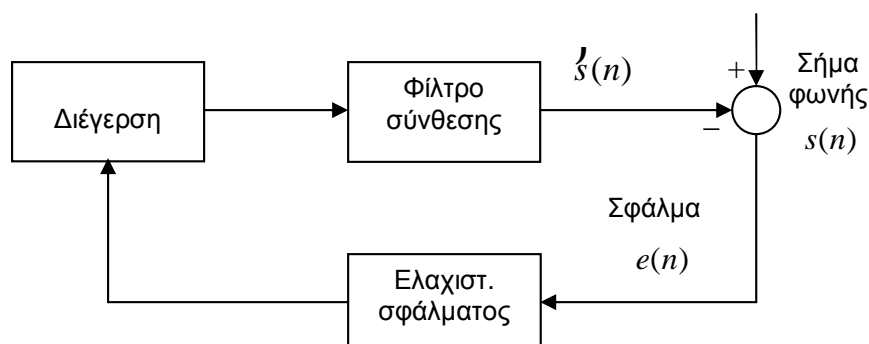 Διέγερση
Φίλτρο
σύνθεσης
ŝ(n)
+
−
Σήμα
φωνής
s(n)
Σφάλμα
e(n)
Ελαχιστ.
σφάλματος